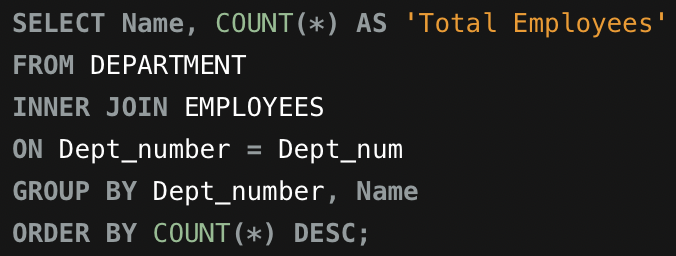 SELECT Name, COUNT(*) AS 'Total Employees'
FROM DEPARTMENT
INNER JOIN EMPLOYEES
ON Dept_number = Dept_num
GROUP BY Dept_number, Name
ORDER BY COUNT(*) DESC;